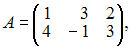 A = ( 1 3 2
4 -1 3 ),